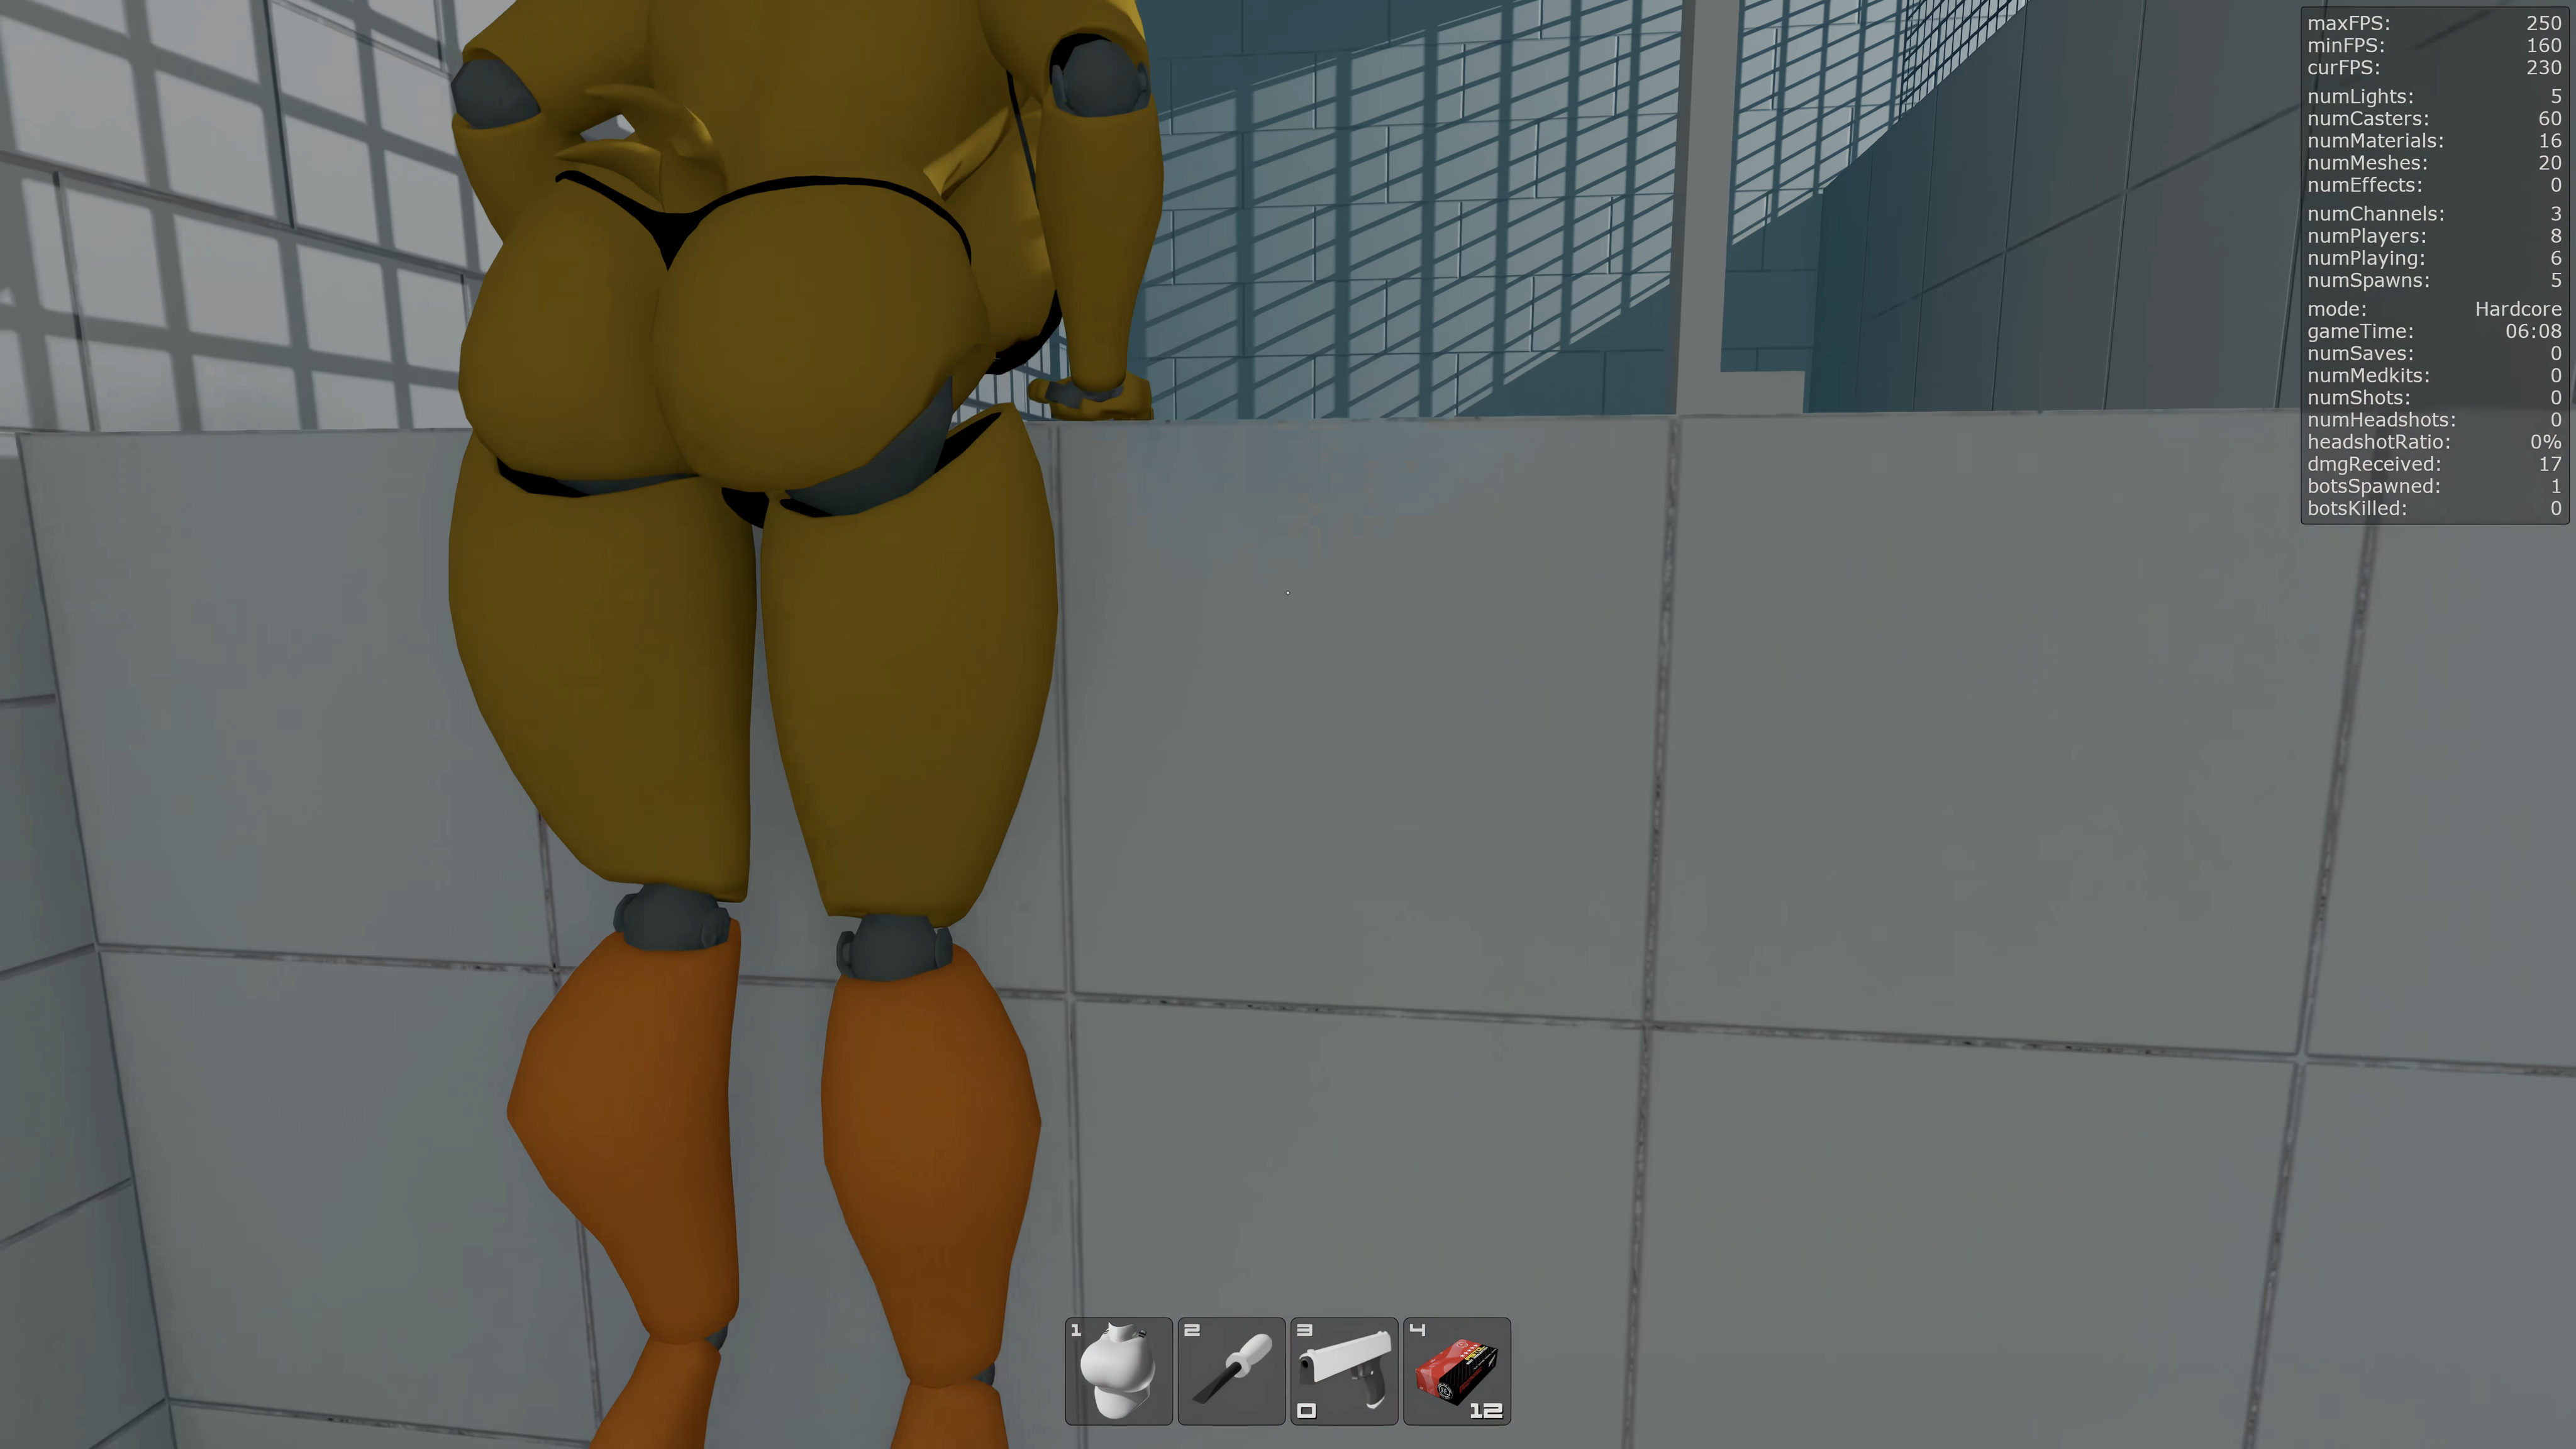 maxFPS: 250
minFPS: 160
curFPS: 230
numLights: 5
numCasters: 60
numMaterials: 16
numMeshes: 20
numEffects: 0
numChannels: 3
numPlayers: 8
numPlaying: 6
numSpawns: 5
mode: Hardcore
gameTime: 06:08
numSaves: 0
numMedkits: 0
numShots: 0
numHeadshots: 0
headshotRatio: 0%
dmgReceived: 17
botsSpawned: 1
botsKilled: 0
1 2 3 4
0 12